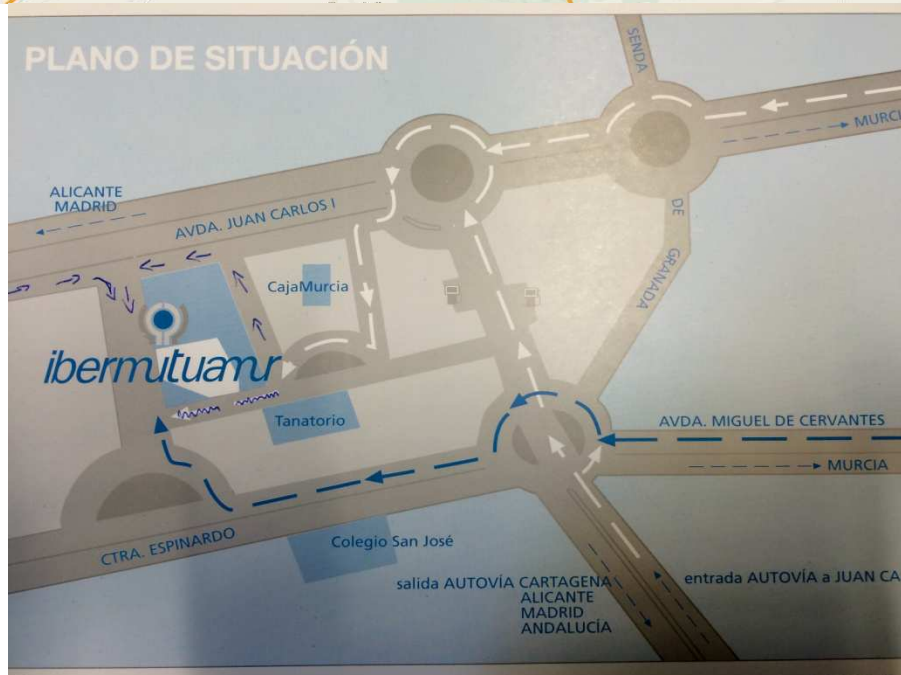 PLANO DE SITUACIÓN
SENDA
MURCI
ALICANTE
MADRID
AVDA. JUAN CARLOS I
DE
GRANADA
CajaMurcia
ibermutuamur
Tanatorio
AVDA. MIGUEL DE CERVANTES
MURCIA
CTRA. ESPINARDO
Colegio San José
salida AUTOVÍA CARTAGENA
ALICANTE
MADRID
ANDALUCÍA
entrada AUTOVÍA a JUAN CA